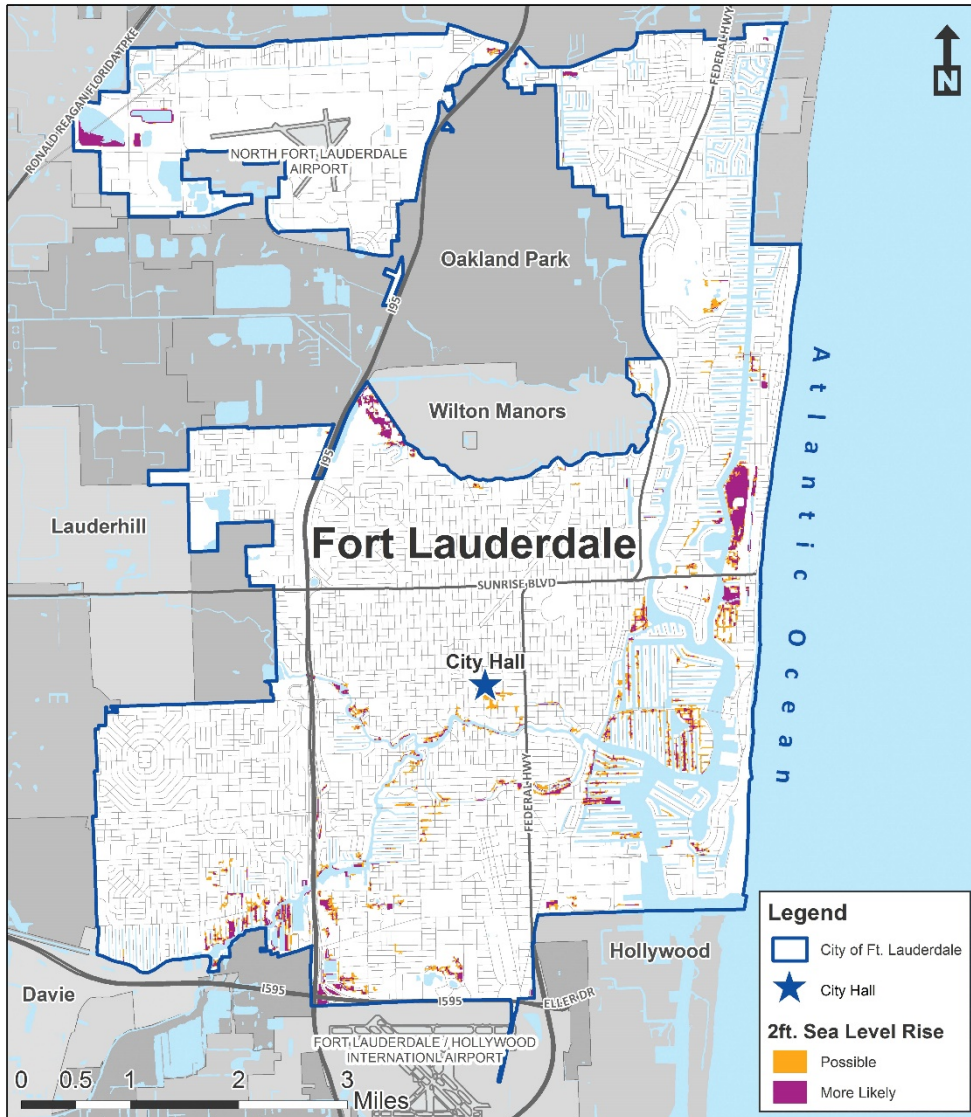 RONALD REAGAN/FLORIDA TPKE
FEDERAL HWY
N
NORTH FORT LAUDERDALE
AIRPORT
Oakland Park
I95
Wilton Manors
I95
Lauderhill
Fort Lauderdale
SUNRISE BLVD
Atlantic Ocean
City Hall
FEDERAL HWY
Hollywood
Davie
I595
I595
ELLER DR
FORT LAUDERDALE / HOLLYWOOD
INTERNATIONL AIRPORT
0 0.5 1 2 3
Miles
Legend
City of Ft. Lauderdale
City Hall
2ft. Sea Level Rise
Possible
More Likely